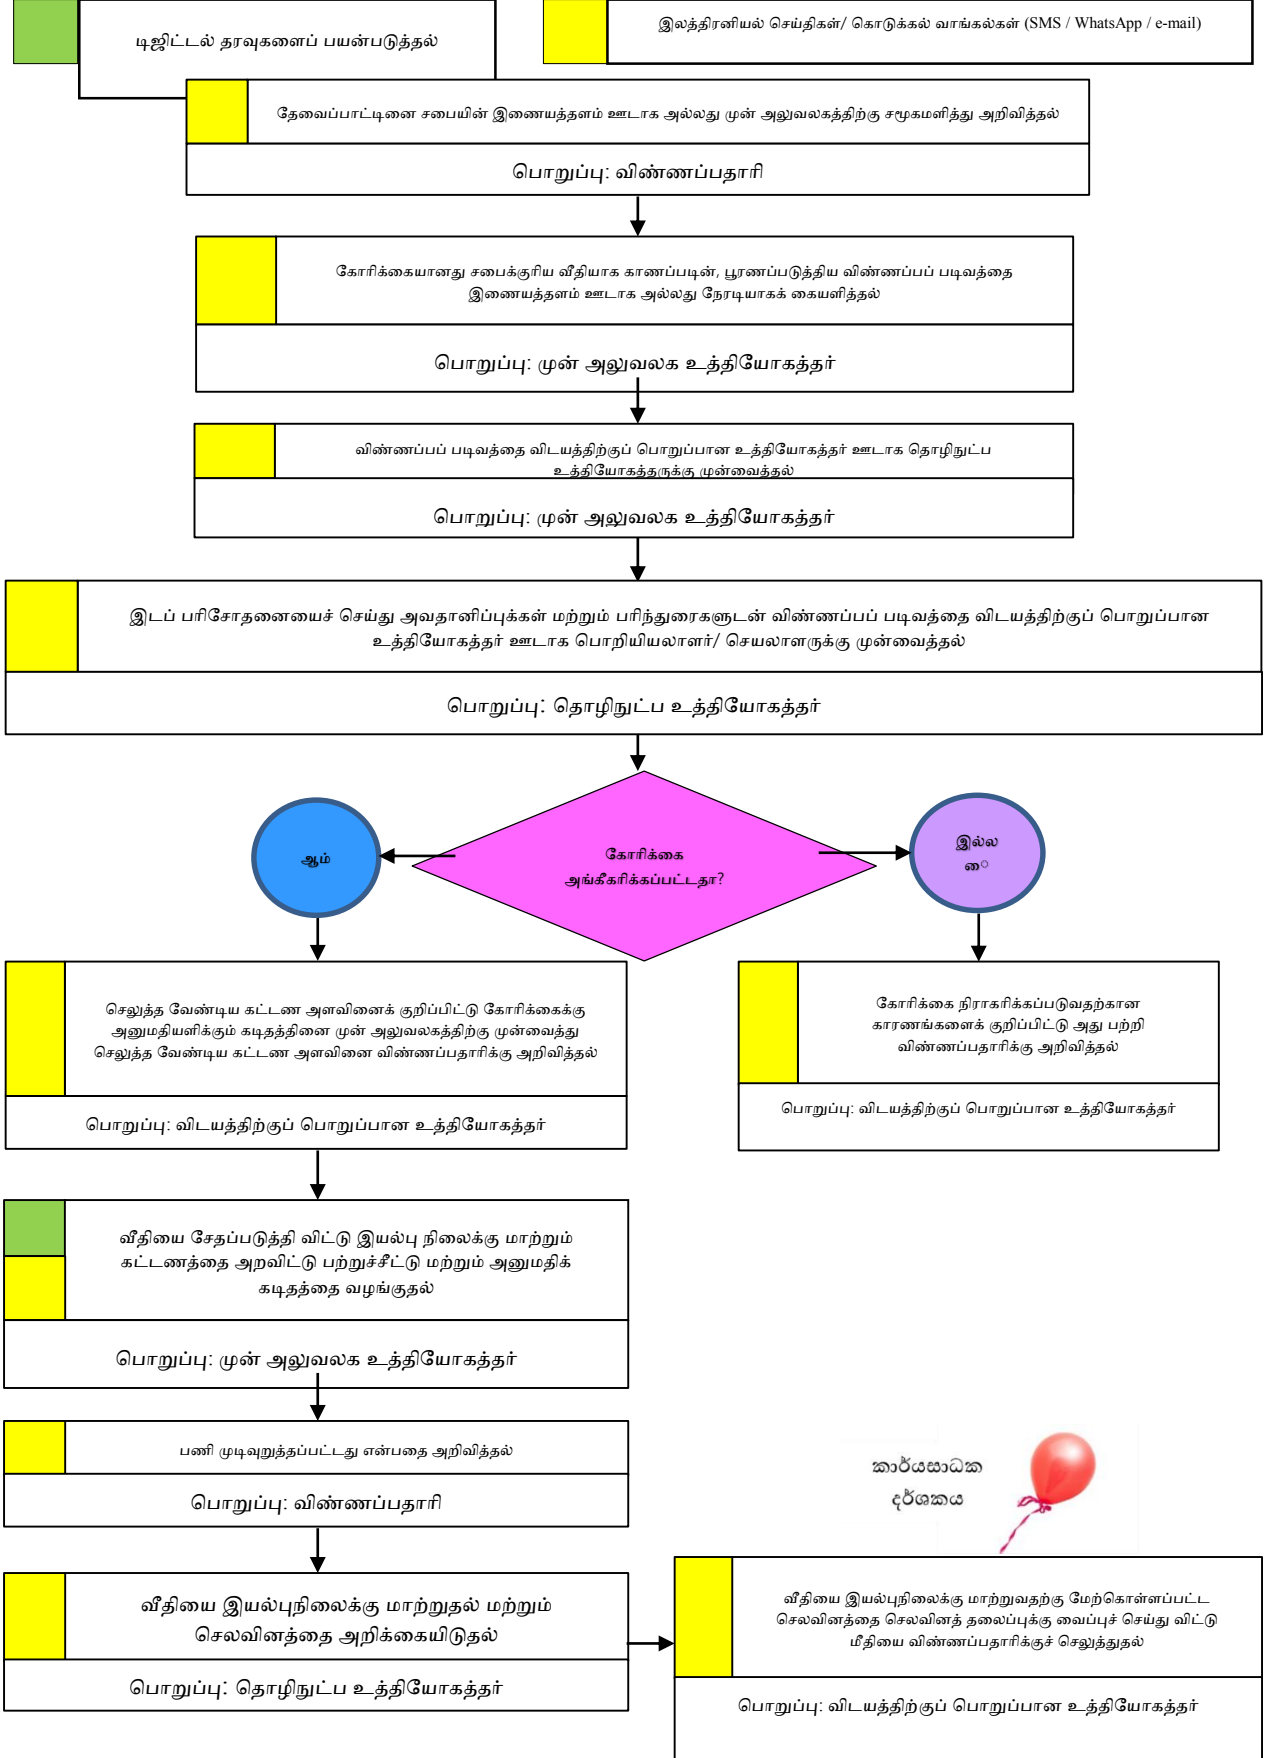 டிஜிட்டல் தரவுகளைப் பயன்படுத்தல்
இலத்திரனியல் செய்திகள்/ கொடுக்கல் வாங்கல்கள் (SMS / WhatsApp / e-mail)
தேவைப்பாட்டினை சபையின் இணையத்தளம் ஊடாக அல்லது முன் அலுவலகத்திற்கு சமூகமளித்து அறிவித்தல்
பொறுப்பு: விண்ணப்பதாரி
கோரிக்கையானது சபைக்குரிய வீதியாக காணப்படின், பூரணப்படுத்திய விண்ணப்பப் படிவத்தை
இணையத்தளம் ஊடாக அல்லது நேரடியாகக் கையளித்தல்
பொறுப்பு: முன் அலுவலக உத்தியோகத்தர்
விண்ணப்பப் படிவத்தை விடயத்திற்குப் பொறுப்பான உத்தியோகத்தர் ஊடாக தொழிநுட்ப
உத்தியோகத்தருக்கு முன்வைத்தல்
பொறுப்பு: முன் அலுவலக உத்தியோகத்தர்
இடப் பரிசோதனையைச் செய்து அவதானிப்புக்கள் மற்றும் பரிந்துரைகளுடன் விண்ணப்பப் படிவத்தை விடயத்திற்குப் பொறுப்பான
உத்தியோகத்தர் ஊடாக பொறியியலாளர்/ செயலாளருக்கு முன்வைத்தல்
பொறுப்பு: தொழிநுட்ப உத்தியோகத்தர்
ஆம்
கோரிக்கை
அங்கீகரிக்கப்பட்டதா?
இல்ல
ை
செலுத்த வேண்டிய கட்டண அளவினைக் குறிப்பிட்டு கோரிக்கைக்கு
அனுமதியளிக்கும் கடிதத்தினை முன் அலுவலகத்திற்கு முன்வைத்து
செலுத்த வேண்டிய கட்டண அளவினை விண்ணப்பதாரிக்கு அறிவித்தல்
பொறுப்பு: விடயத்திற்குப் பொறுப்பான உத்தியோகத்தர்
கோரிக்கை நிராகரிக்கப்படுவதற்கான
காரணங்களைக் குறிப்பிட்டு அது பற்றி
விண்ணப்பதாரிக்கு அறிவித்தல்
பொறுப்பு: விடயத்திற்குப் பொறுப்பான உத்தியோகத்தர்
வீதியை சேதப்படுத்தி விட்டு இயல்பு நிலைக்கு மாற்றும்
கட்டணத்தை அறவிட்டு பற்றுச்சீட்டு மற்றும் அனுமதிக்
கடிதத்தை வழங்குதல்
பொறுப்பு: முன் அலுவலக உத்தியோகத்தர்
பணி முடிவுறுத்தப்பட்டது என்பதை அறிவித்தல்
பொறுப்பு: விண்ணப்பதாரி
කාර්යසාධක
දර්ශකය
வீதியை இயல்புநிலைக்கு மாற்றுதல் மற்றும்
செலவினத்தை அறிக்கையிடுதல்
பொறுப்பு: தொழிநுட்ப உத்தியோகத்தர்
வீதியை இயல்புநிலைக்கு மாற்றுவதற்கு மேற்கொள்ளப்பட்ட
செலவினத்தை செலவினத் தலைப்புக்கு வைப்புச் செய்து விட்டு
மீதியை விண்ணப்பதாரிக்குச் செலுத்துதல்
பொறுப்பு: விடயத்திற்குப் பொறுப்பான உத்தியோகத்தர்